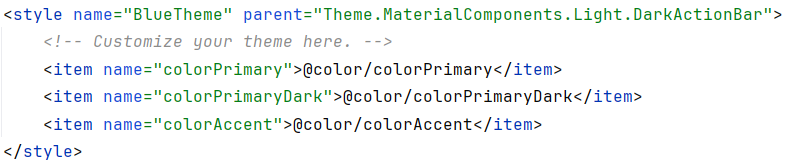 <style name="BlueTheme" parent="Theme.MaterialComponents.Light.DarkActionBar">
    <!-- Customize your theme here. -->
    <item name="colorPrimary">@color/colorPrimary</item>
    <item name="colorPrimaryDark">@color/colorPrimaryDark</item>
    <item name="colorAccent">@color/colorAccent</item>
</style>